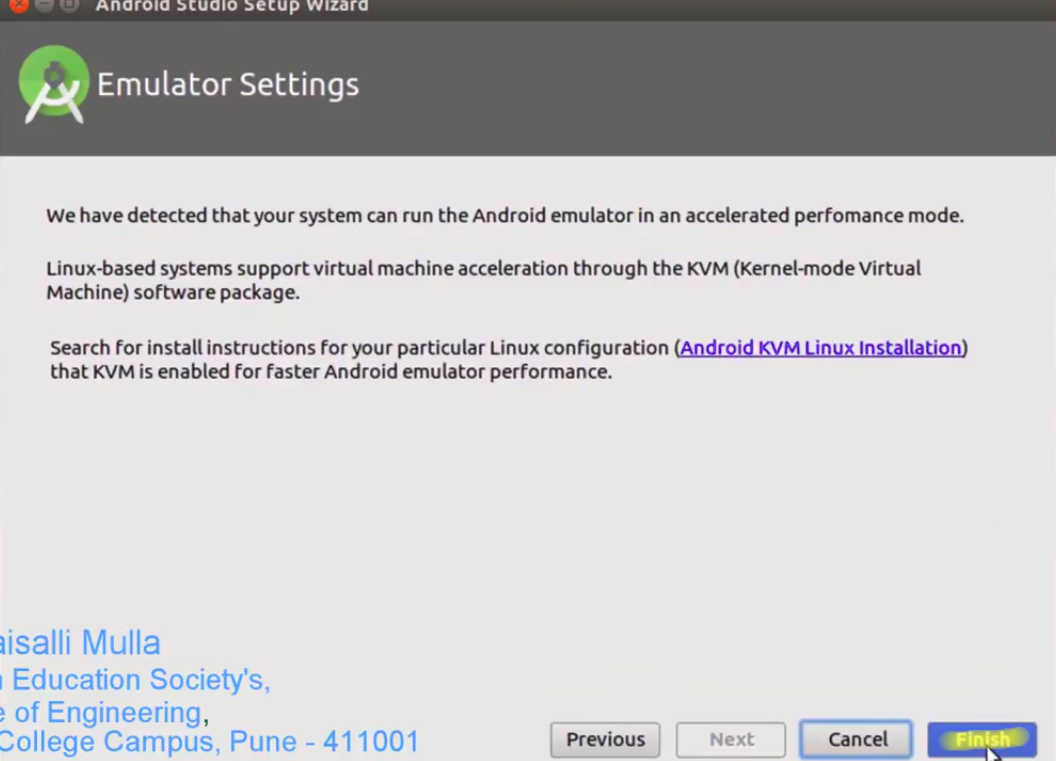 Android Studio Setup Wizard
Emulator Settings
We have detected that your system can run the Android emulator in an accelerated perfomance mode.
Linux-based systems support virtual machine acceleration through the KVM (Kernel-mode Virtual
Machine) software package.
Search for install instructions for your particular Linux configuration (Android KVM Linux Installation)
that KVM is enabled for faster Android emulator performance.
Mulla
Education Society's,
of Engineering,
College Campus, Pune - 411001
Previous Next Cancel Finish